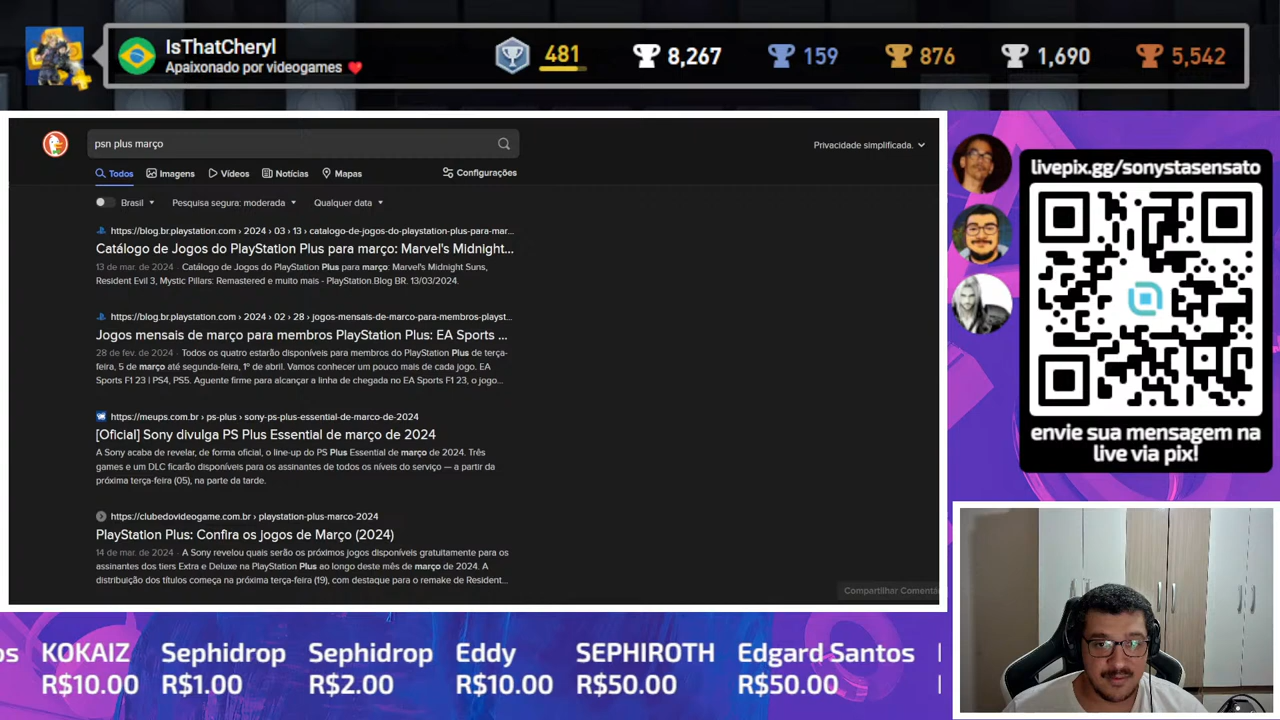 IsThatCheryl
Apaixonado por videogames ❤
481
8,267
159
876
1,690
5,542
psn plus março
Privacidade simplificada.
Todos
Imagens
Vídeos
Notícias
Mapas
Configurações
Brasil
Pesquisa segura: moderada
Qualquer data
https://blog.br.playstation.com › 2024 › 03 › 13 › catalogo-de-jogos-do-playstation-plus-para-mar...
Catálogo de Jogos do PlayStation Plus para março: Marvel's Midnight...
13 de mar. de 2024 · Catálogo de Jogos do PlayStation Plus para março: Marvel's Midnight Suns,
Resident Evil 3, Mystic Pillars: Remastered e muito mais - PlayStation.Blog BR. 13/03/2024.
https://blog.br.playstation.com › 2024 › 02 › 28 › jogos-mensais-de-marco-para-membros-playst...
Jogos mensais de março para membros PlayStation Plus: EA Sports ...
28 de fev. de 2024 · Todos os quatro estarão disponíveis para membros do PlayStation Plus de terça-
feira, 5 de março até segunda-feira, 1º de abril. Vamos conhecer um pouco mais de cada jogo. EA
Sports F1 23 | PS4, PS5. Aguente firme para alcançar a linha de chegada no EA Sports F1 23, o jogo...
https://meups.com.br › ps-plus › sony-ps-plus-essential-de-marco-de-2024
[Oficial] Sony divulga PS Plus Essential de março de 2024
A Sony acaba de revelar, de forma oficial, o line-up do PS Plus Essential de março de 2024. Três
games e um DLC ficarão disponíveis para os assinantes de todos os níveis do serviço — a partir da
próxima terça-feira (05), na parte da tarde.
https://clubedovideogame.com.br › playstation-plus-marco-2024
PlayStation Plus: Confira os jogos de Março (2024)
14 de mar. de 2024 · A Sony revelou quais serão os próximos jogos disponíveis gratuitamente para os
assinantes dos tiers Extra e Deluxe na PlayStation Plus ao longo deste mês de março de 2024. A
distribuição dos títulos começa na próxima terça-feira (19), com destaque para o remake de Resident...
Compartilhar Comentá
livepix.gg/sonystasensato
envie sua mensagem na
live via pix!
os KOKAIZ Sephidrop Sephidrop Eddy SEPHIROTH Edgard Santos
R$10.00 R$1.00 R$2.00 R$10.00 R$50.00 R$50.00